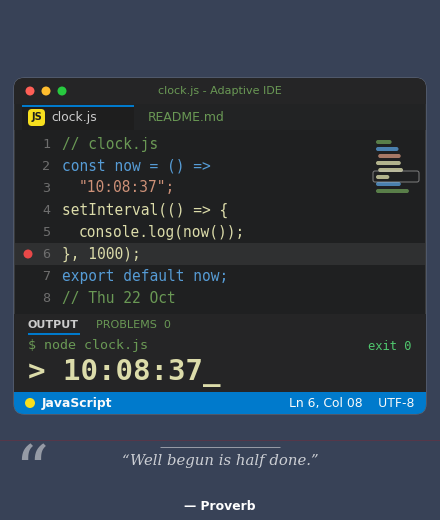 clock.js - Adaptive IDE
JS clock.js README.md
1 // clock.js
2 const now = () =>
3 "10:08:37";
4 setInterval(() => {
5 console.log(now());
6 }, 1000);
7 export default now;
8 // Thu 22 Oct
OUTPUT PROBLEMS 0
$ node clock.js exit 0
> 10:08:37_
JavaScript Ln 6, Col 08 UTF-8
“
“Well begun is half done.”
— Proverb